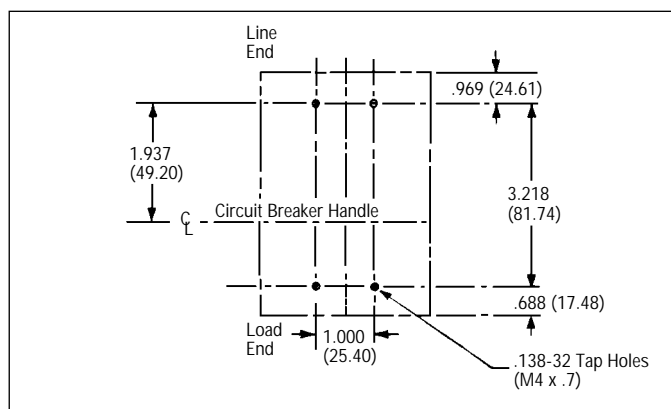 Line
End
.969 (24.61)
1.937
(49.20)
3.218
(81.74)
℄ Circuit Breaker Handle
.688 (17.48)
Load
End
1.000
(25.40)
.138-32 Tap Holes
(M4 x .7)